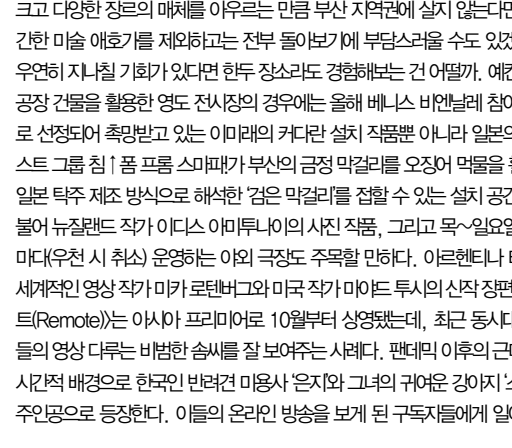 크고 다양한 장르의 매체를 아우르는 만큼 부산 지역권에 살지 않는다면
간한 미술 애호가를 제외하고는 전부 돌아보기에 부담스러울 수도 있겠
우연히 지나칠 기회가 있다면 한두 장소라도 경험해보는 건 어떨까. 예컨
공장 건물을 활용한 영도 전시장의 경우에는 올해 베니스 비엔날레 참여
로 선정되어 촉망받고 있는 이미래의 커다란 설치 작품뿐 아니라 일본의
스트 그룹 침↑폼 프롬 스마파!가 부산의 금정 막걸리를 오징어 먹물을
일본 탁주 제조 방식으로 해석한 ‘검은 막걸리’를 접할 수 있는 설치 공간
불어 뉴질랜드 작가 이디스 아미투나이의 사진 작품, 그리고 목~일요일
마다(우천 시 취소) 운영하는 야외 극장도 주목할 만하다. 아르헨티나
세계적인 영상 작가 미카 로텐버그와 미국 작가 마야드 투시의 신작 장편
트(Remote)〉는 아시아 프리미어로 10월부터 상영됐는데, 최근 동시대
들의 영상 다루는 비범한 솜씨를 잘 보여주는 사례다. 팬데믹 이후의 근미
시간적 배경으로 한국인 반려견 미용사 ‘은지’와 그녀의 귀여운 강아지
주인공으로 등장한다. 이들의 온라인 방송을 보게 된 구독자들에게 일어